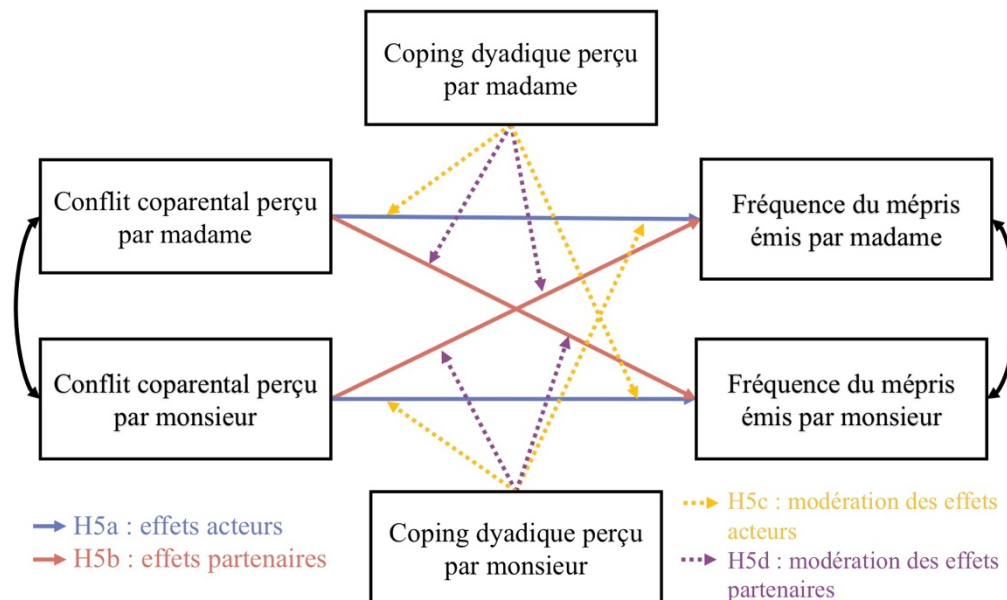 Coping dyadique perçu
par madame
Conflit coparental perçu
par madame
Fréquence du mépris
émis par madame
Conflit coparental perçu
par monsieur
Fréquence du mépris
émis par monsieur
Coping dyadique perçu
par monsieur
H5a : effets acteurs
H5b : effets partenaires
H5c : modération des effets
acteurs
H5d : modération des effets
partenaires